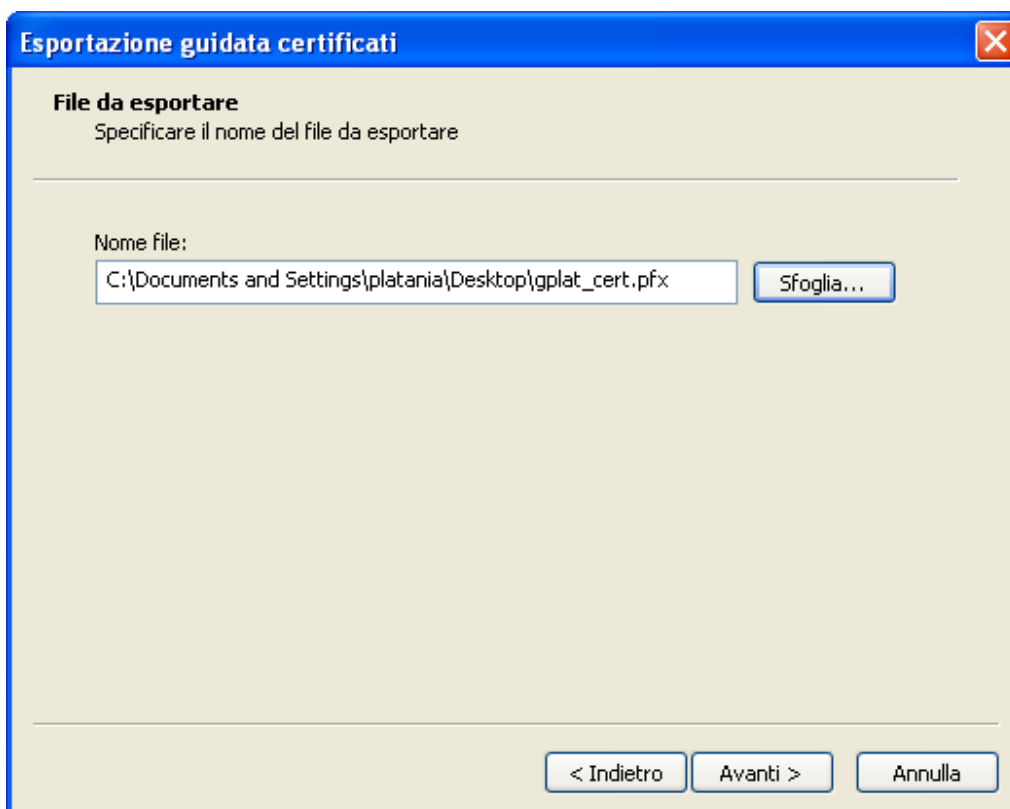 Esportazione guidata certificati
File da esportare
Specificare il nome del file da esportare
Nome file:
C:\Documents and Settings\platania\Desktop\gplat_cert.pfx
Sfoglia...
< Indietro
Avanti >
Annulla